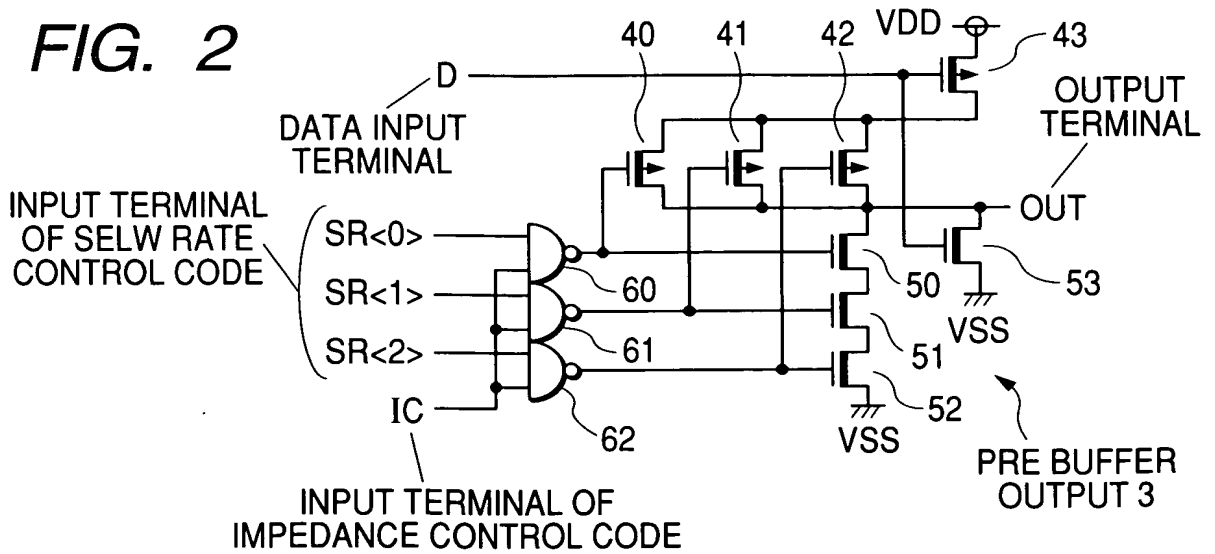 FIG. 2
40
41
42
VDD
43
D
DATA INPUT
TERMINAL
OUTPUT
TERMINAL
INPUT TERMINAL
OF SELW RATE
CONTROL CODE
SR<0>
SR<1>
SR<2>
IC
60
61
62
OUT
50
51
52
53
VSS
VSS
PRE BUFFER
OUTPUT 3
INPUT TERMINAL OF
IMPEDANCE CONTROL CODE